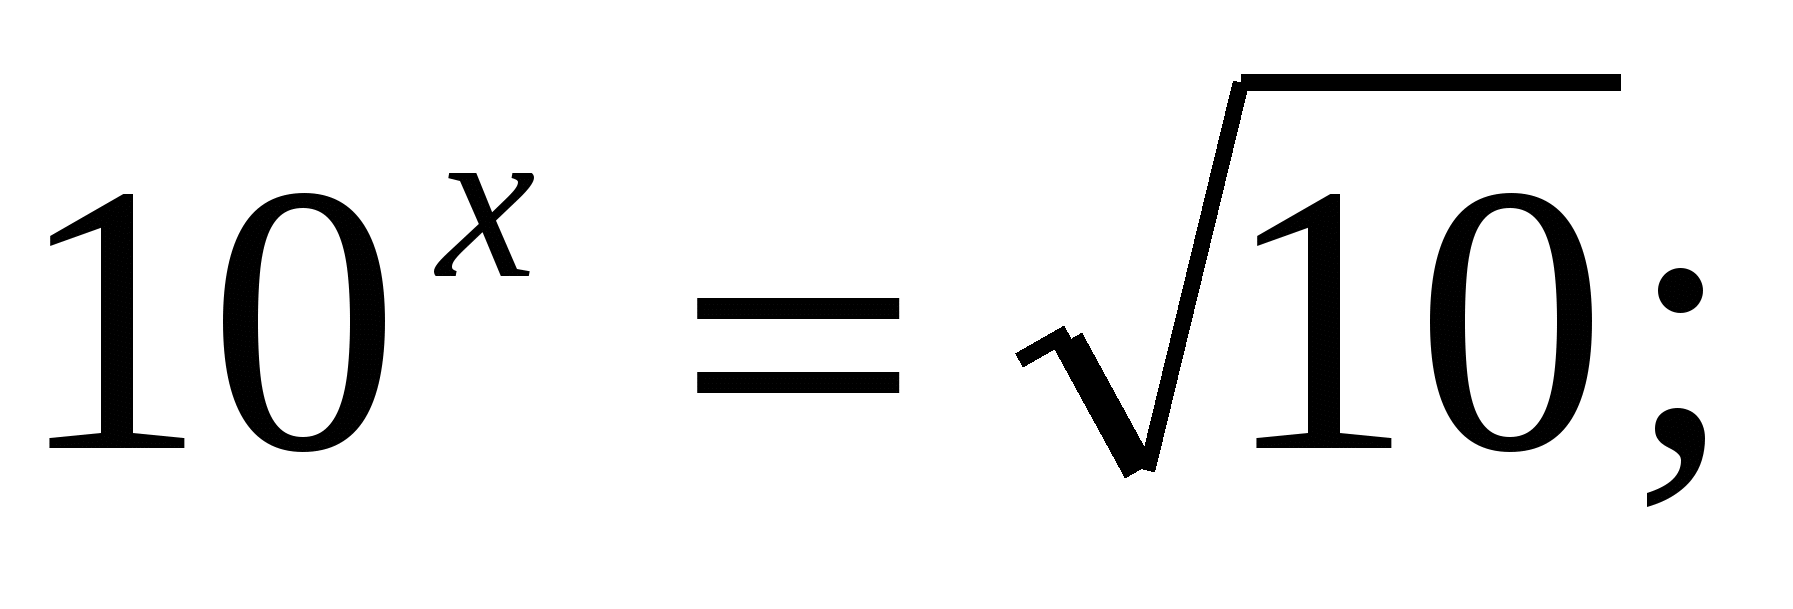 10^x = √10;